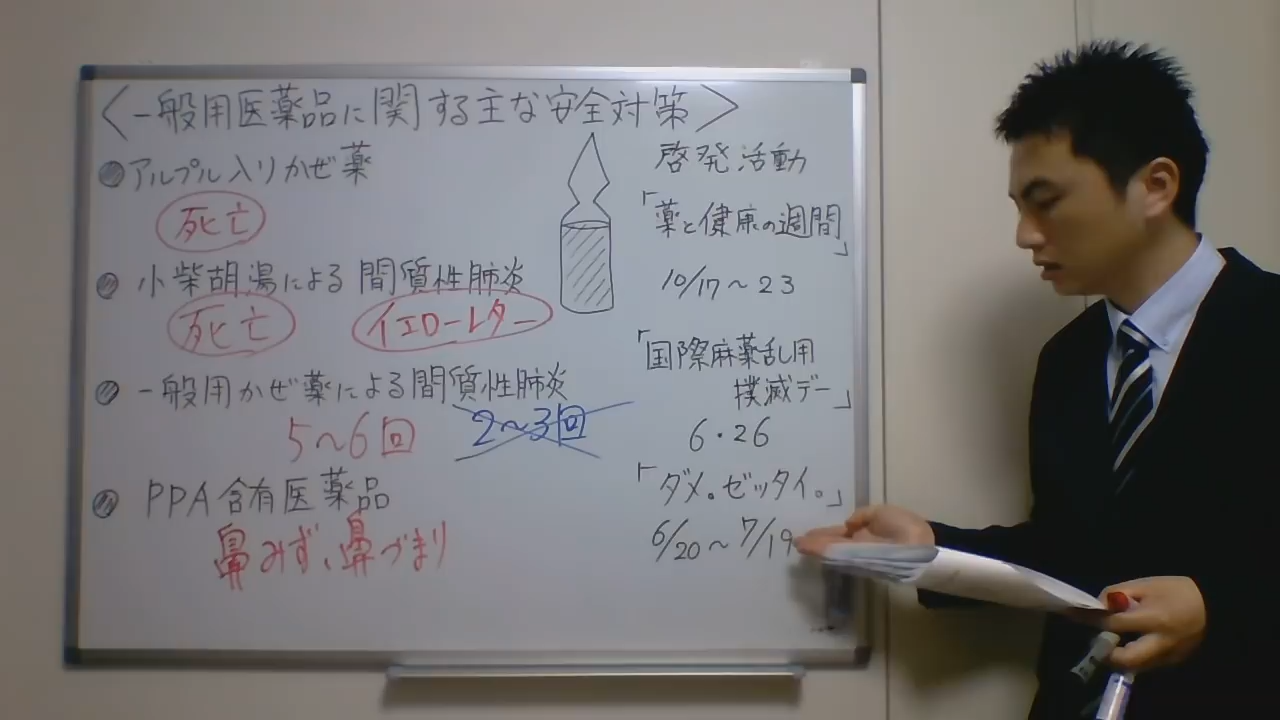 〈一般用医薬品に関する主な安全対策〉
アルプル入りかぜ薬
死亡
小柴胡湯による間質性肺炎
死亡 イエローレター
一般用かぜ薬による間質性肺炎
5〜6回 2〜3回
PPA含有医薬品
鼻みず、鼻づまり
啓発活動
「薬と健康の週間」
10/17〜23
「国際麻薬乱用
撲滅デー」
6・26
「ダメ。ゼッタイ。」
6/20〜7/19